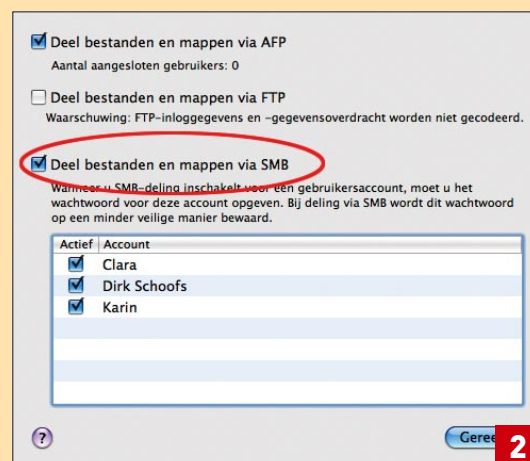 Deel bestanden en mappen via AFP
Aantal aangesloten gebruikers: 0
Deel bestanden en mappen via FTP
Waarschuwing: FTP-inloggegevens en -gegevensoverdracht worden niet gecodeerd.
Deel bestanden en mappen via SMB
Wanneer u SMB-deling inschakelt voor een gebruikersaccount, moet u het
wachtwoord voor deze account opgeven. Bij deling via SMB wordt dit wachtwoord
op een minder veilige manier bewaard.
Actief Account
Clara
Dirk Schoofs
Karin
?
Geree
2